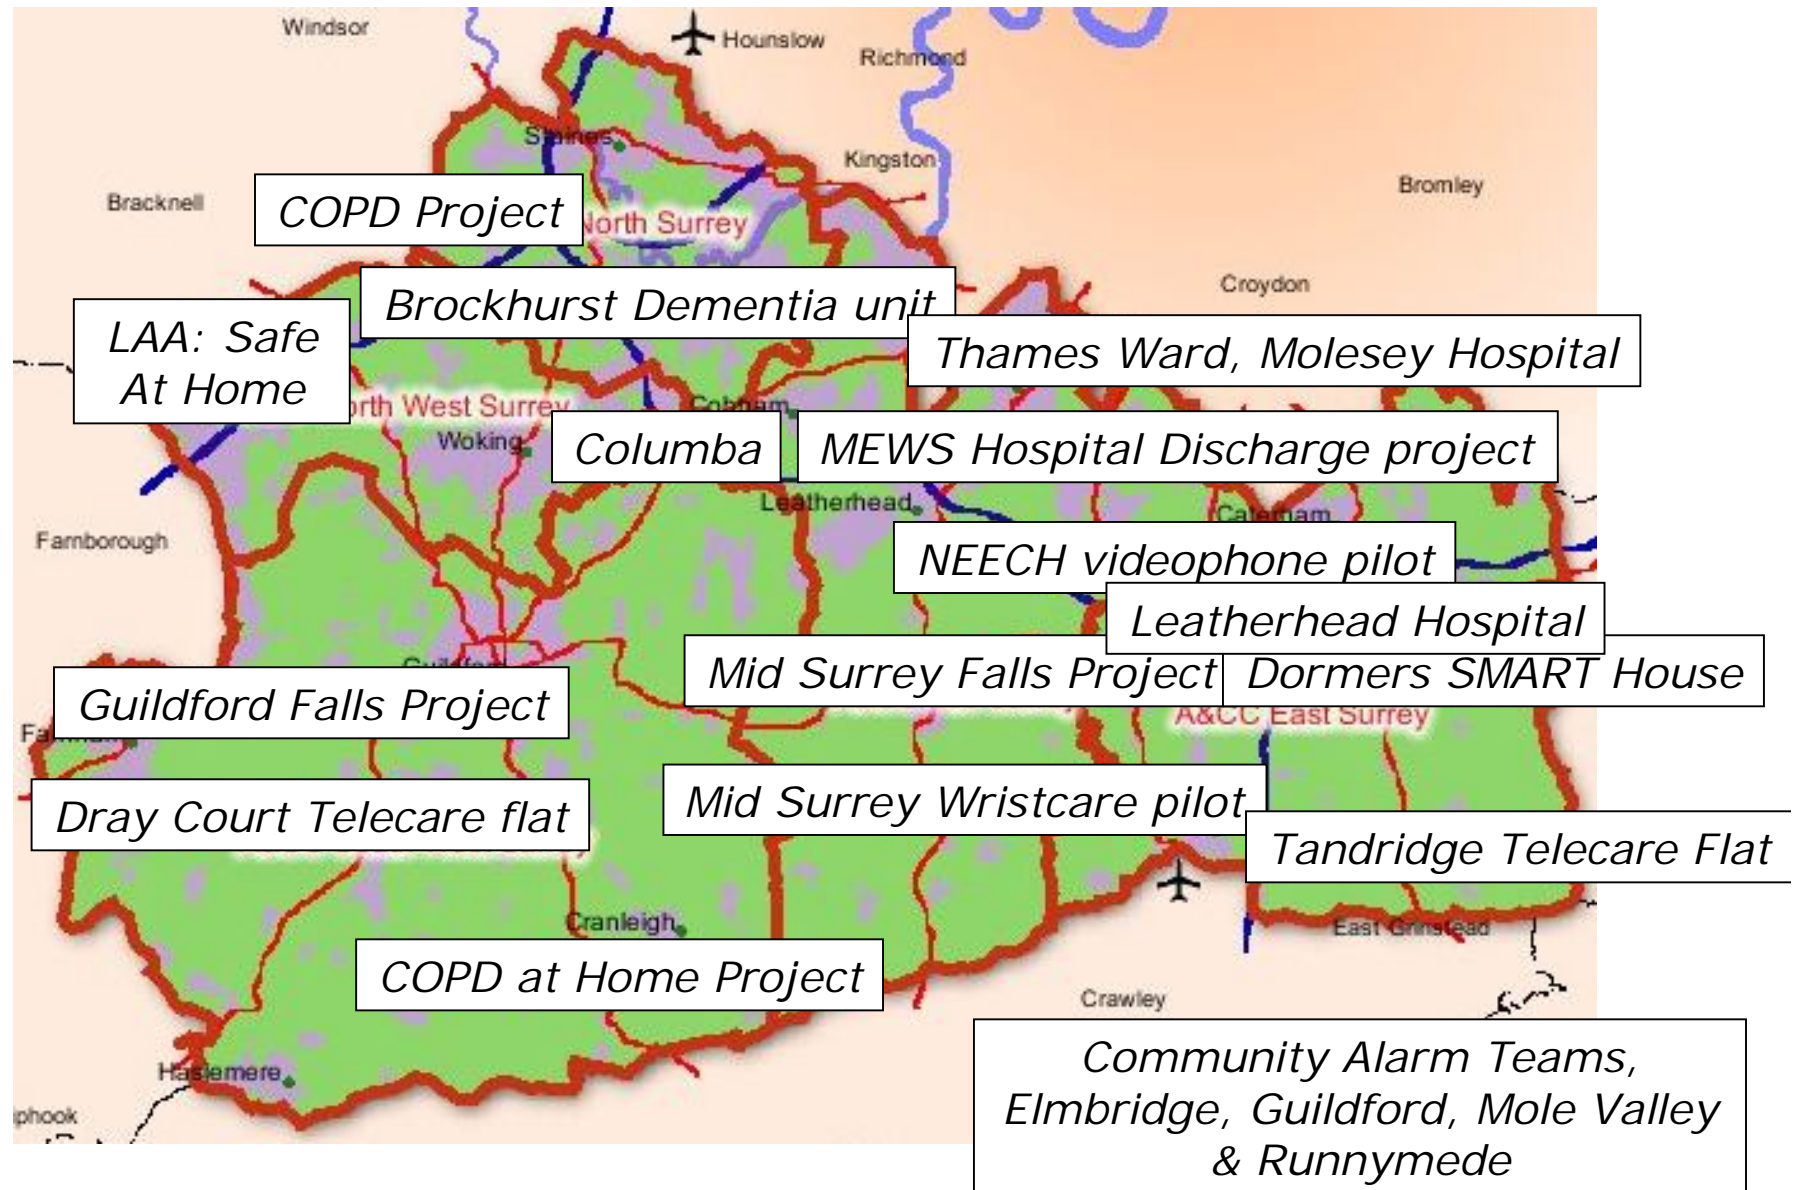 Windsor
Hounslow
Richmond
Staines
Kingston
Bracknell
Bromley
COPD Project
North Surrey
Croydon
Brockhurst Dementia unit
LAA: Safe
At Home
Thames Ward, Molesey Hospital
orth West Surrey
Cobham
Woking
Columba
MEWS Hospital Discharge project
Leatherhead
Caterham
Farnborough
NEECH videophone pilot
Leatherhead Hospital
Guildford
Mid Surrey Falls Project
Dormers SMART House
Guildford Falls Project
A&CC East Surrey
Mid Surrey Wristcare pilot
Dray Court Telecare flat
Tandridge Telecare Flat
Cranleigh
East Grinstead
COPD at Home Project
Crawley
Community Alarm Teams,
Elmbridge, Guildford, Mole Valley
& Runnymede
Haslemere
phook